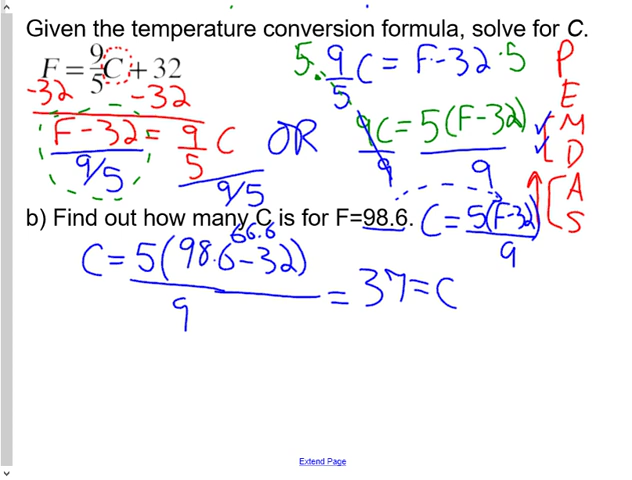 Given the temperature conversion formula, solve for C.
F = 9/5 C + 32
-32 -32
F - 32 = 9/5 C
9/5 9/5
OR
5 · 9/5 C = F - 32 · 5
9C = 5(F - 32)
9 9
C = 5(F - 32)
9
P
E
M
D
A
S
b) Find out how many C is for F=98.6.
66.6
C = 5(98.6 - 32)
9
= 37 = C
Extend Page